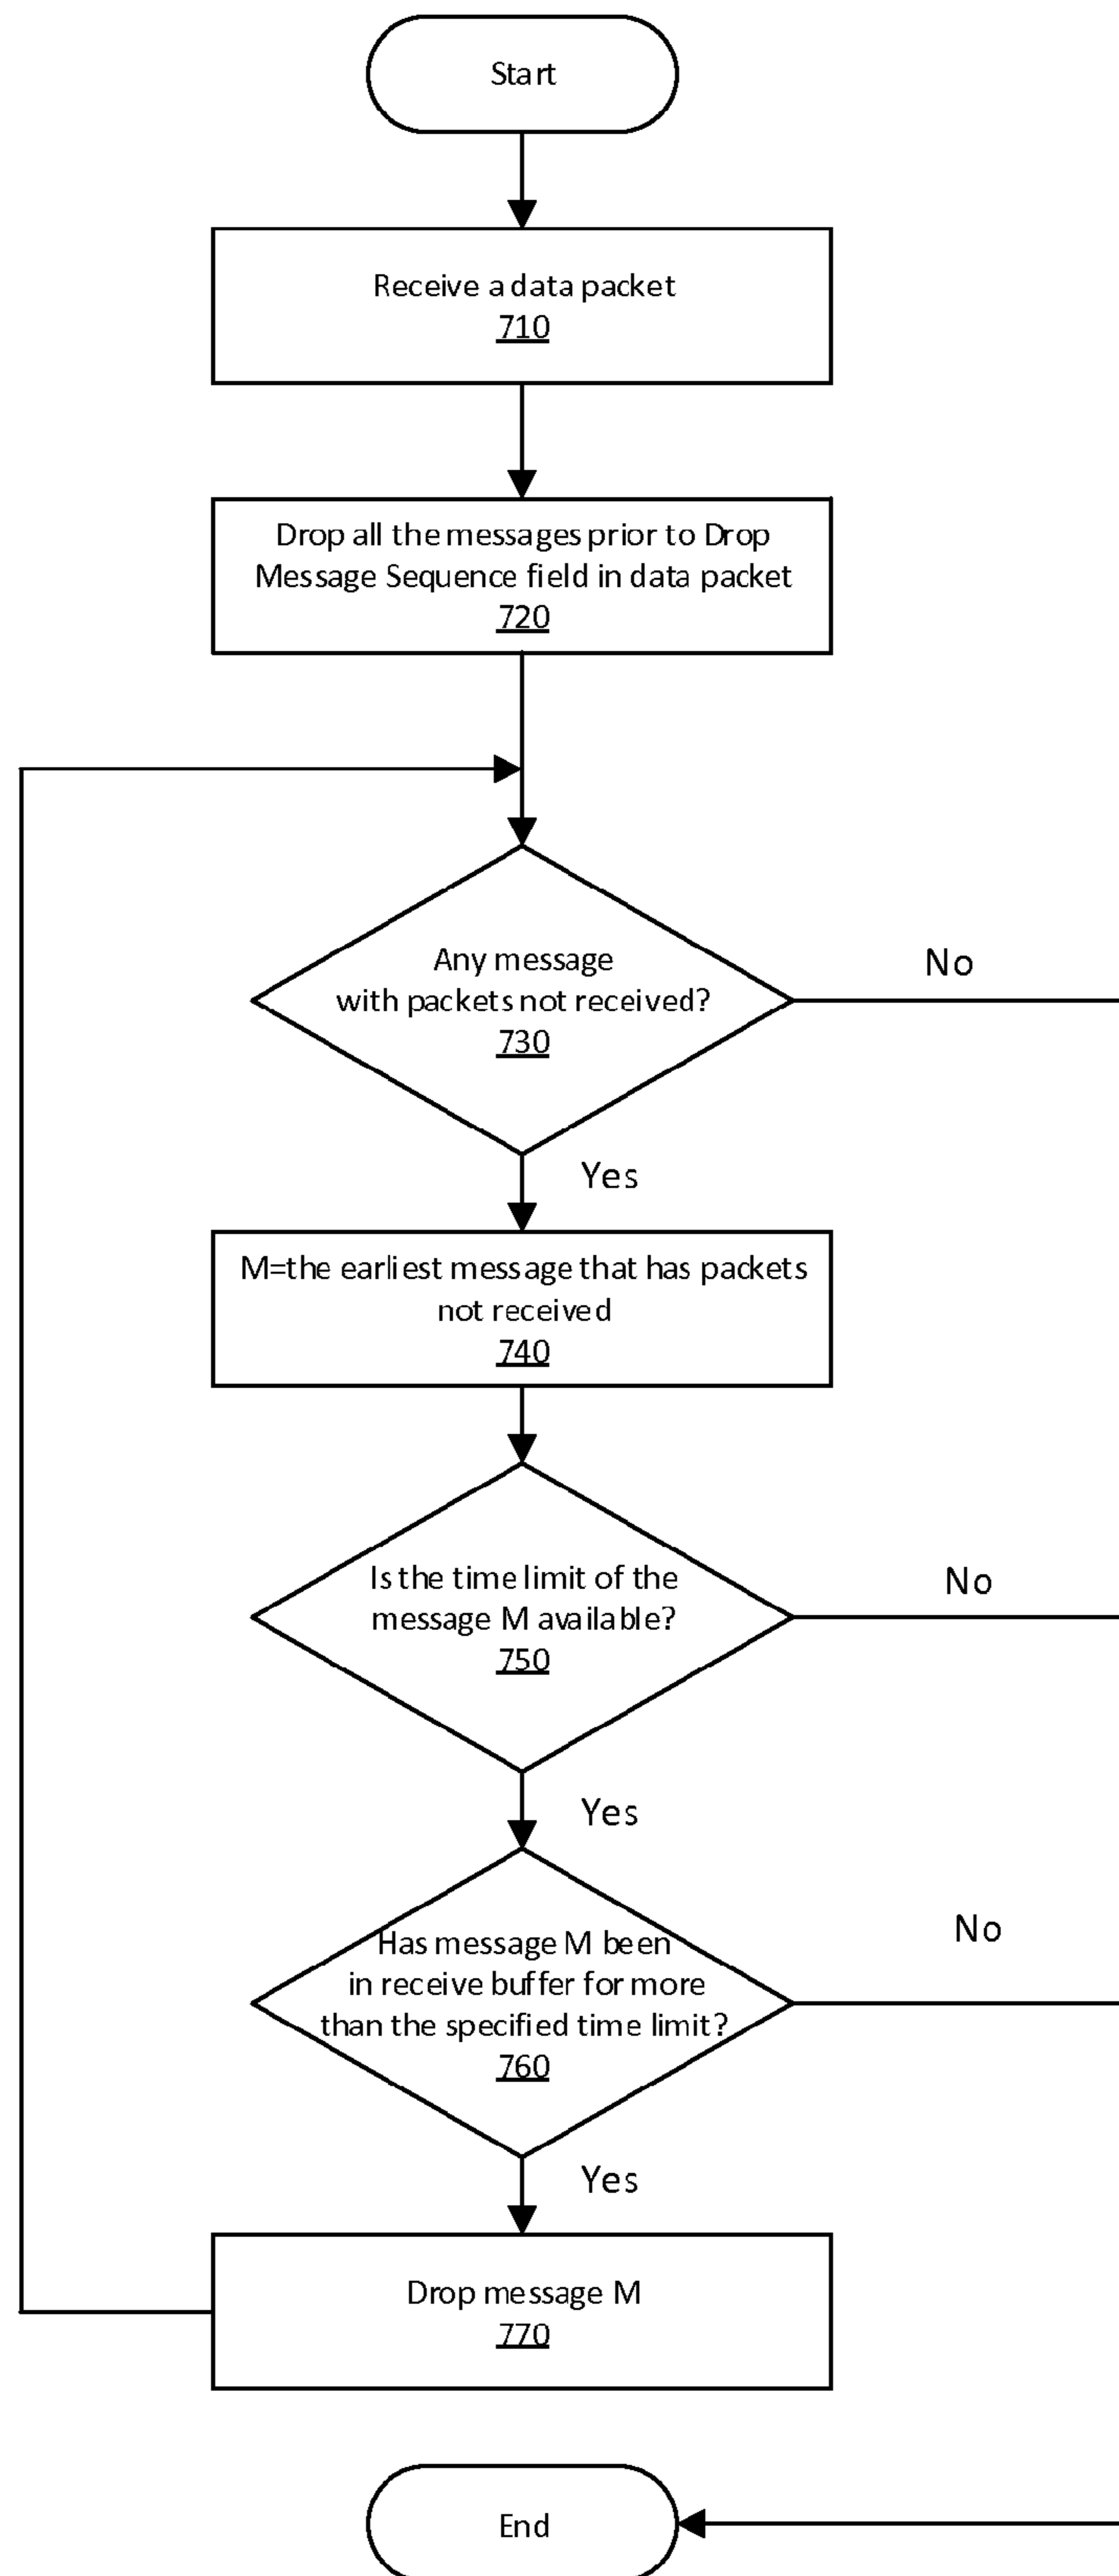 Start
Receive a data packet
710
Drop all the messages prior to Drop
Message Sequence field in data packet
720
Any message
with packets not received?
730
No
Yes
M=the earliest message that has packets
not received
740
Is the time limit of the
message M available?
750
No
Yes
Has message M been
in receive buffer for more
than the specified time limit?
760
No
Yes
Drop message M
770
End